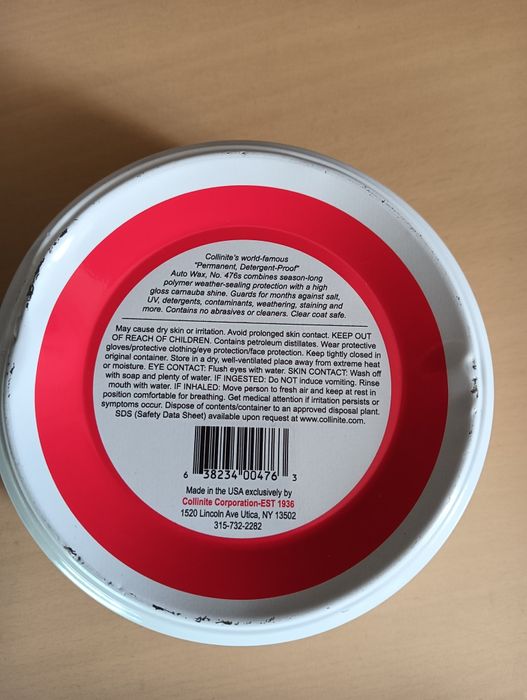 Collinite's world-famous
"Permanent, Detergent-Proof"
Auto Wax, No. 476s combines season-long
polymer weather-sealing protection with a high
gloss carnauba shine. Guards for months against salt,
UV, detergents, contaminants, weathering, staining and
more. Contains no abrasives or cleaners. Clear coat safe.
May cause dry skin or irritation. Avoid prolonged skin contact. KEEP OUT
OF REACH OF CHILDREN. Contains petroleum distillates. Wear protective
gloves/protective clothing/eye protection/face protection. Keep tightly closed in
original container. Store in a dry, well-ventilated place away from extreme heat
or moisture. EYE CONTACT: Flush eyes with water. SKIN CONTACT: Wash off
with soap and plenty of water. IF INGESTED: Do NOT induce vomiting. Rinse
mouth with water. IF INHALED: Move person to fresh air and keep at rest in
position comfortable for breathing. Get medical attention if irritation persists or
symptoms occur. Dispose of contents/container to an approved disposal plant.
SDS (Safety Data Sheet) available upon request at www.collinite.com.
6 38234 00476 3
Made in the USA exclusively by
Collinite Corporation-EST 1936
1520 Lincoln Ave Utica, NY 13502
315-732-2282